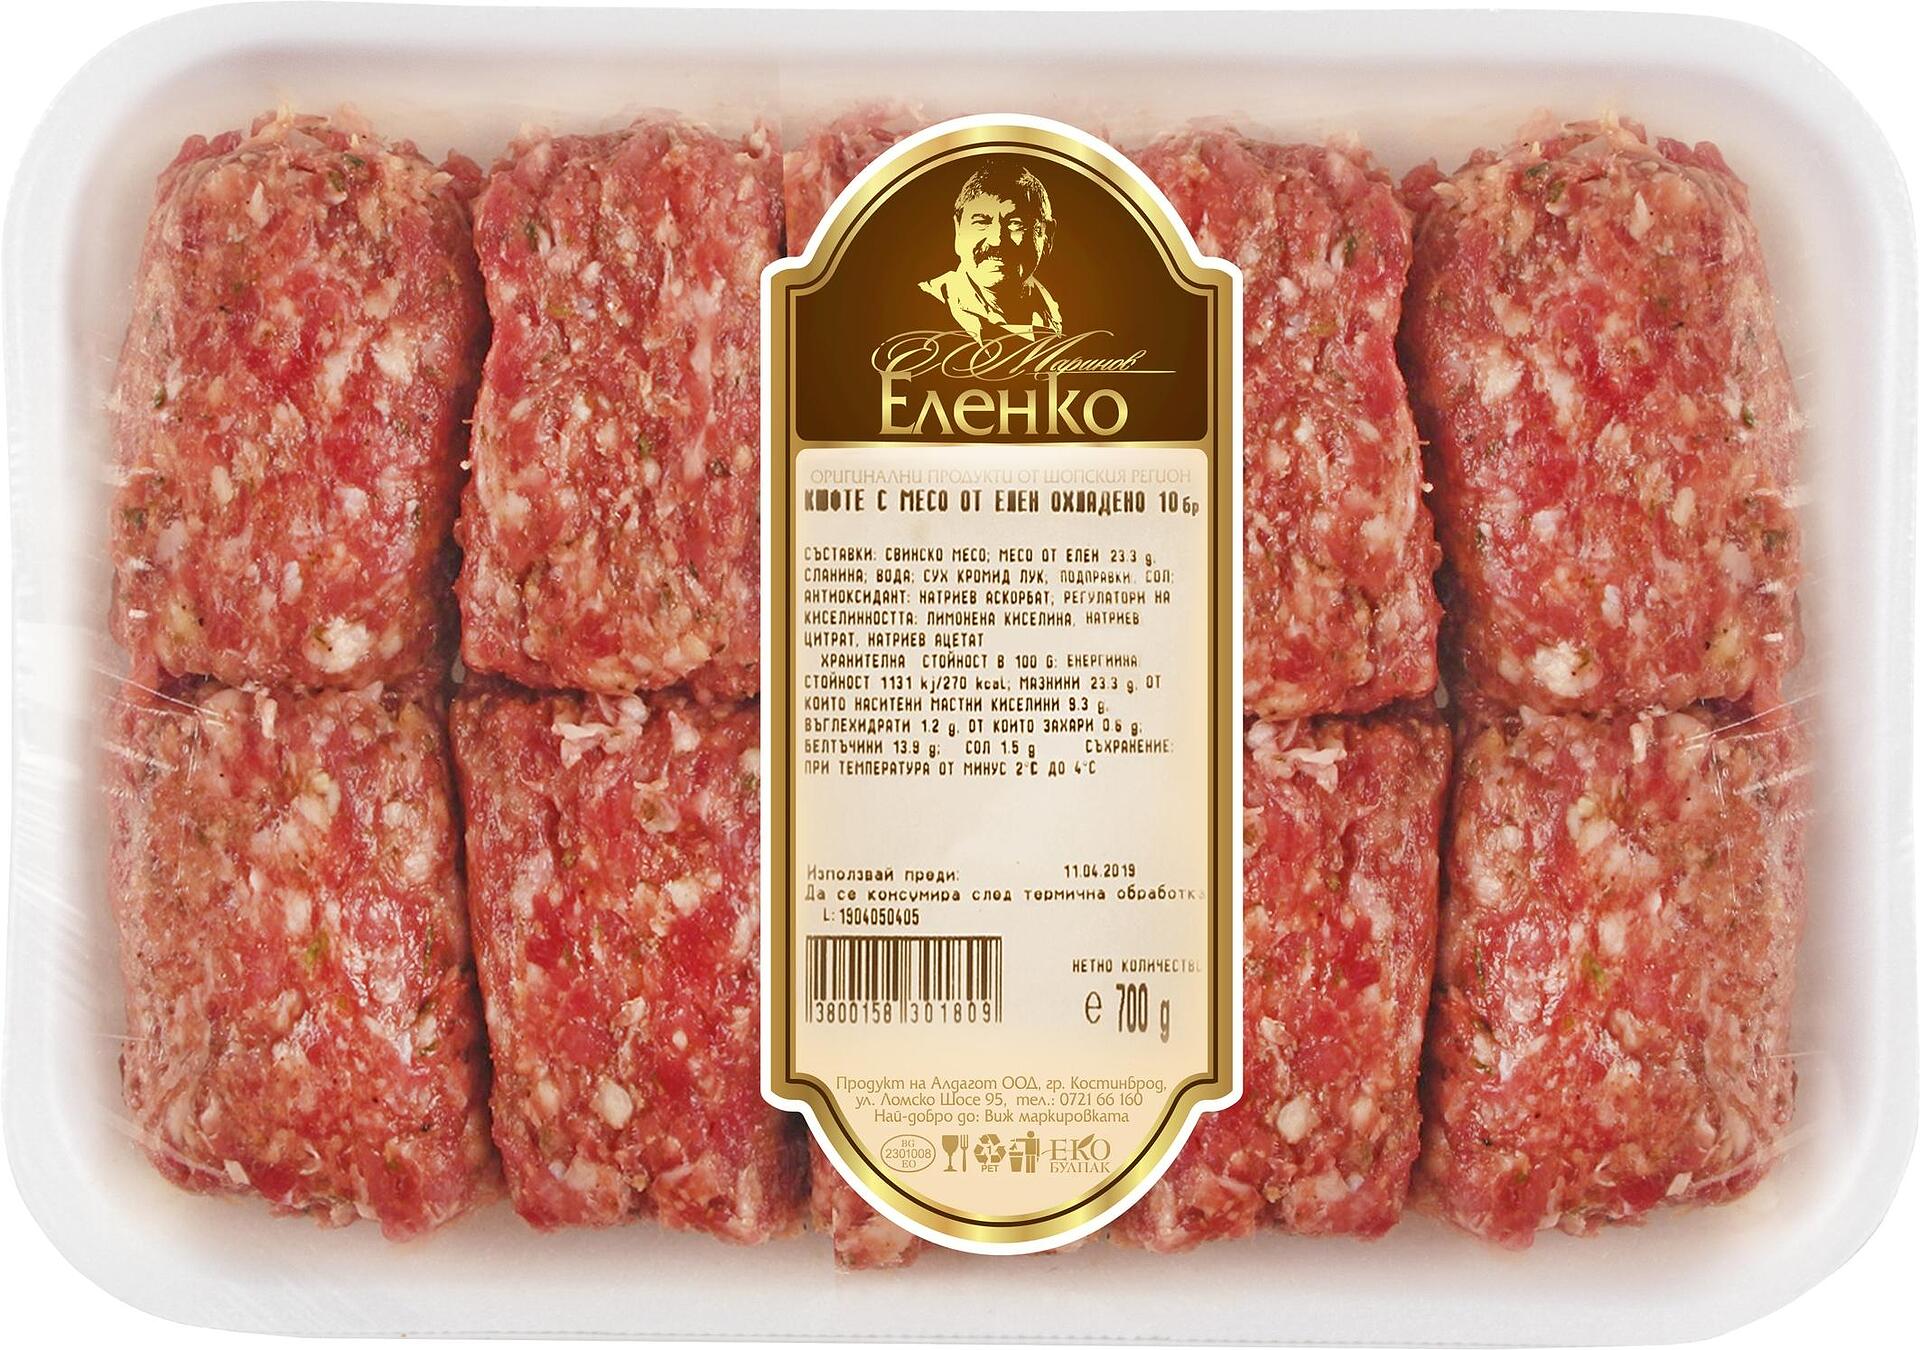 Е. Маринов
Еленко
ОРИГИНАЛНИ ПРОДУКТИ ОТ ШОПСКИЯ РЕГИОН
КЮФТЕ С МЕСО ОТ ЕЛЕН ОХЛАДЕНО 10 бр
СЪСТАВКИ: СВИНСКО МЕСО; МЕСО ОТ ЕЛЕН 23.3 g.
СЛАНИНА; ВОДА; СУХ КРОМИД ЛУК; ПОДПРАВКИ; СОЛ;
АНТИОКСИДАНТ: НАТРИЕВ АСКОРБАТ; РЕГУЛАТОРИ НА
КИСЕЛИННОСТТА: ЛИМОНЕНА КИСЕЛИНА, НАТРИЕВ
ЦИТРАТ, НАТРИЕВ АЦЕТАТ
ХРАНИТЕЛНА СТОЙНОСТ В 100 G: ЕНЕРГИИНА
СТОЙНОСТ 1131 kj/270 kcal; МАЗНИНИ 23.3 g, ОТ
КОИТО НАСИТЕНИ МАСТНИ КИСЕЛИНИ 9.3 g,
ВЪГЛЕХИДРАТИ 1.2 g, ОТ КОИТО ЗАХАРИ 0.6 g;
БЕЛТЪЧИНИ 13.9 g; СОЛ 1.5 g СЪХРАНЕНИЕ:
ПРИ ТЕМПЕРАТУРА ОТ МИНУС 2°C ДО 4°C
Използвай преди: 11.04.2019
Да се консумира след термична обработка
L: 1904050405
НЕТНО КОЛИЧЕСТВ
3800158 301809
℮ 700 g
Продукт на Алдагот ООД, гр. Костинброд,
ул. Ломско Шосе 95, тел.: 0721 66 160
Най-добро до: Виж маркировката
BG
2301008
EO
1
PET
ЕКО
БУЛПАК